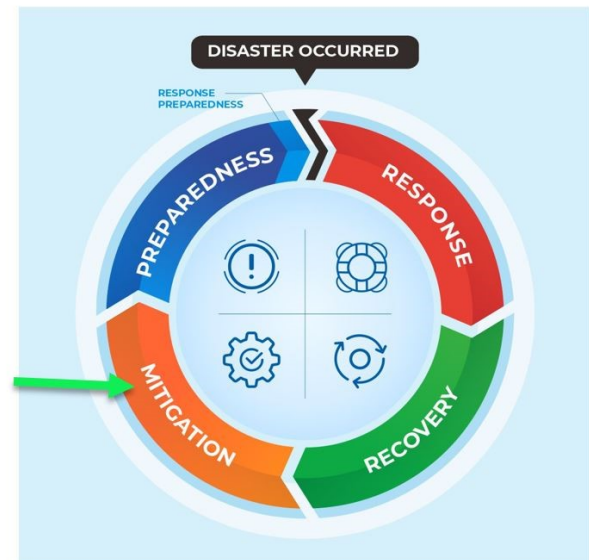 DISASTER OCCURRED
RESPONSE
PREPAREDNESS
PREPAREDNESS
RESPONSE
MITIGATION
RECOVERY